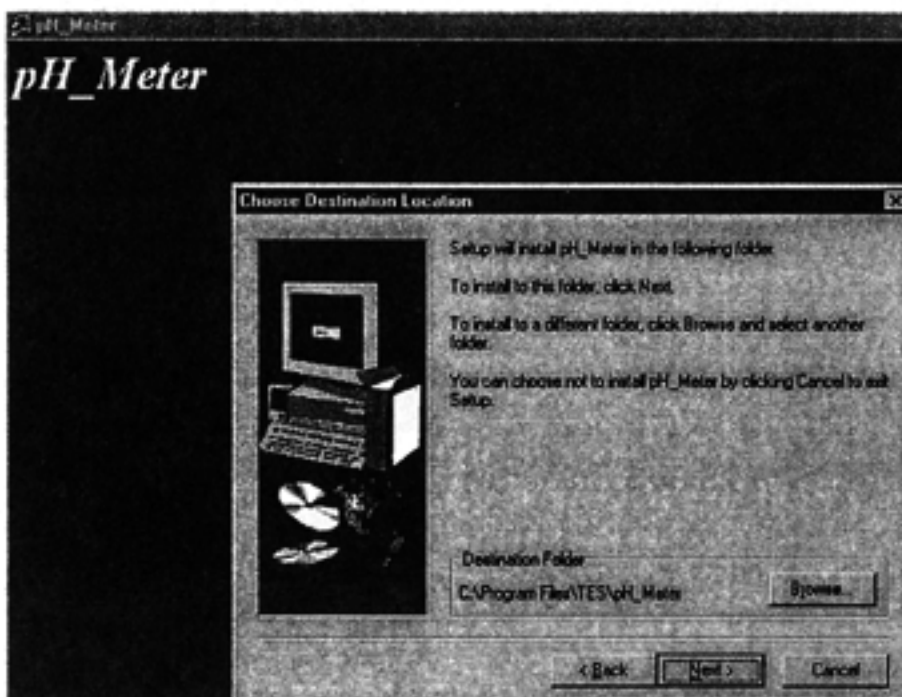 pH_Meter
pH_Meter
Choose Destination Location
Setup will install pH_Meter in the following folder.
To install to this folder, click Next.
To install to a different folder, click Browse and select another
folder.
You can choose not to install pH_Meter by clicking Cancel to exit
Setup.
Destination Folder
C:\Program Files\TES\pH_Meter
Browse...
< Back
Next >
Cancel